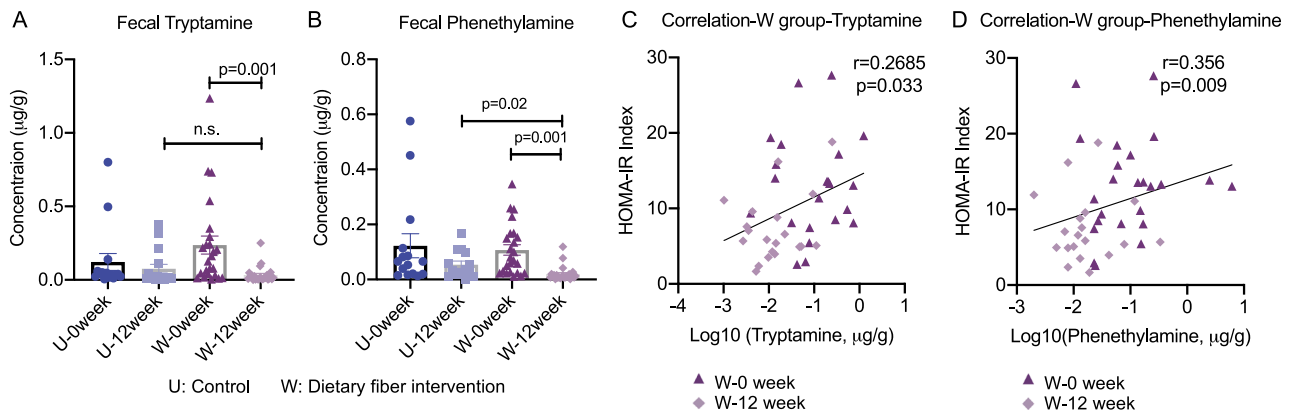 A
Fecal Tryptamine
Concentraion (μg/g)
1.5
1.0
0.5
0.0
p=0.001
n.s.
U-0week
U-12week
W-0week
W-12week
B
Fecal Phenethylamine
Concentration (μg/g)
0.8
0.6
0.4
0.2
0.0
p=0.02
p=0.001
U-0week
U-12week
W-0week
W-12week
U: Control W: Dietary fiber intervention
C
Correlation-W group-Tryptamine
HOMA-IR Index
30
20
10
0
r=0.2685
p=0.033
-4 -3 -2 -1 0 1
Log10 (Tryptamine, μg/g)
W-0 week
W-12 week
D
Correlation-W group-Phenethylamine
HOMA-IR Index
30
20
10
0
r=0.356
p=0.009
-3 -2 -1 0 1
Log10(Phenethylamine, μg/g)
W-0 week
W-12 week